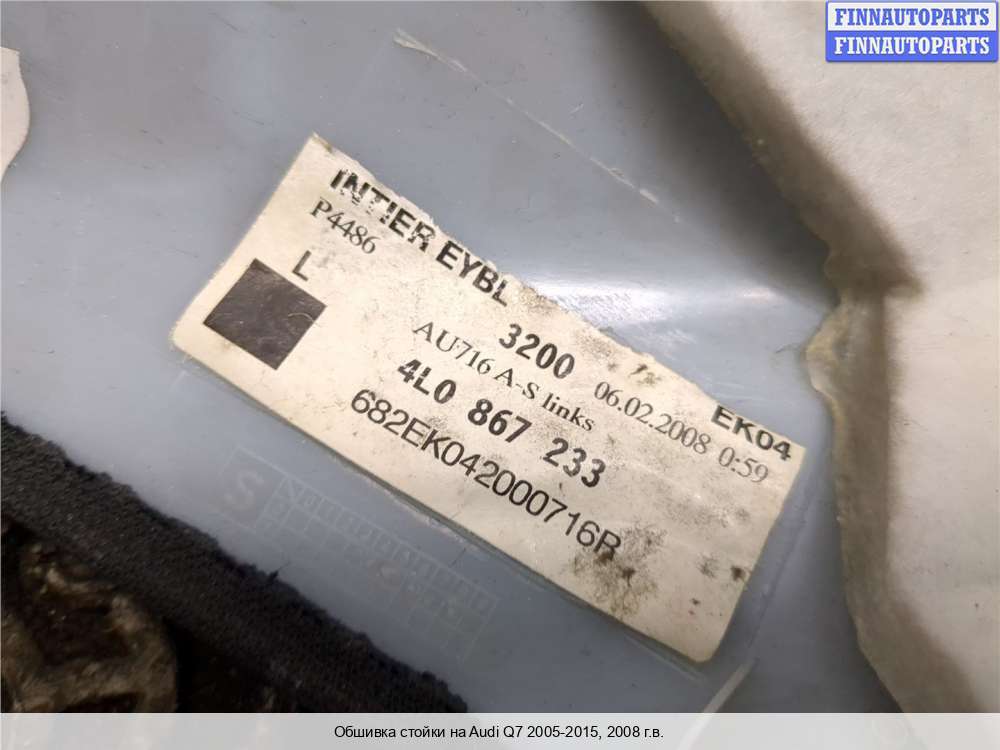 FINNAUTOPARTS
FINNAUTOPARTS
INTIER EYBL
P4486
L
3200
06.02.2008 0:59
EK04
AU716 A-S links
4L0 867 233
682EK042000716R
S
Обшивка стойки на Audi Q7 2005-2015, 2008 г.в.